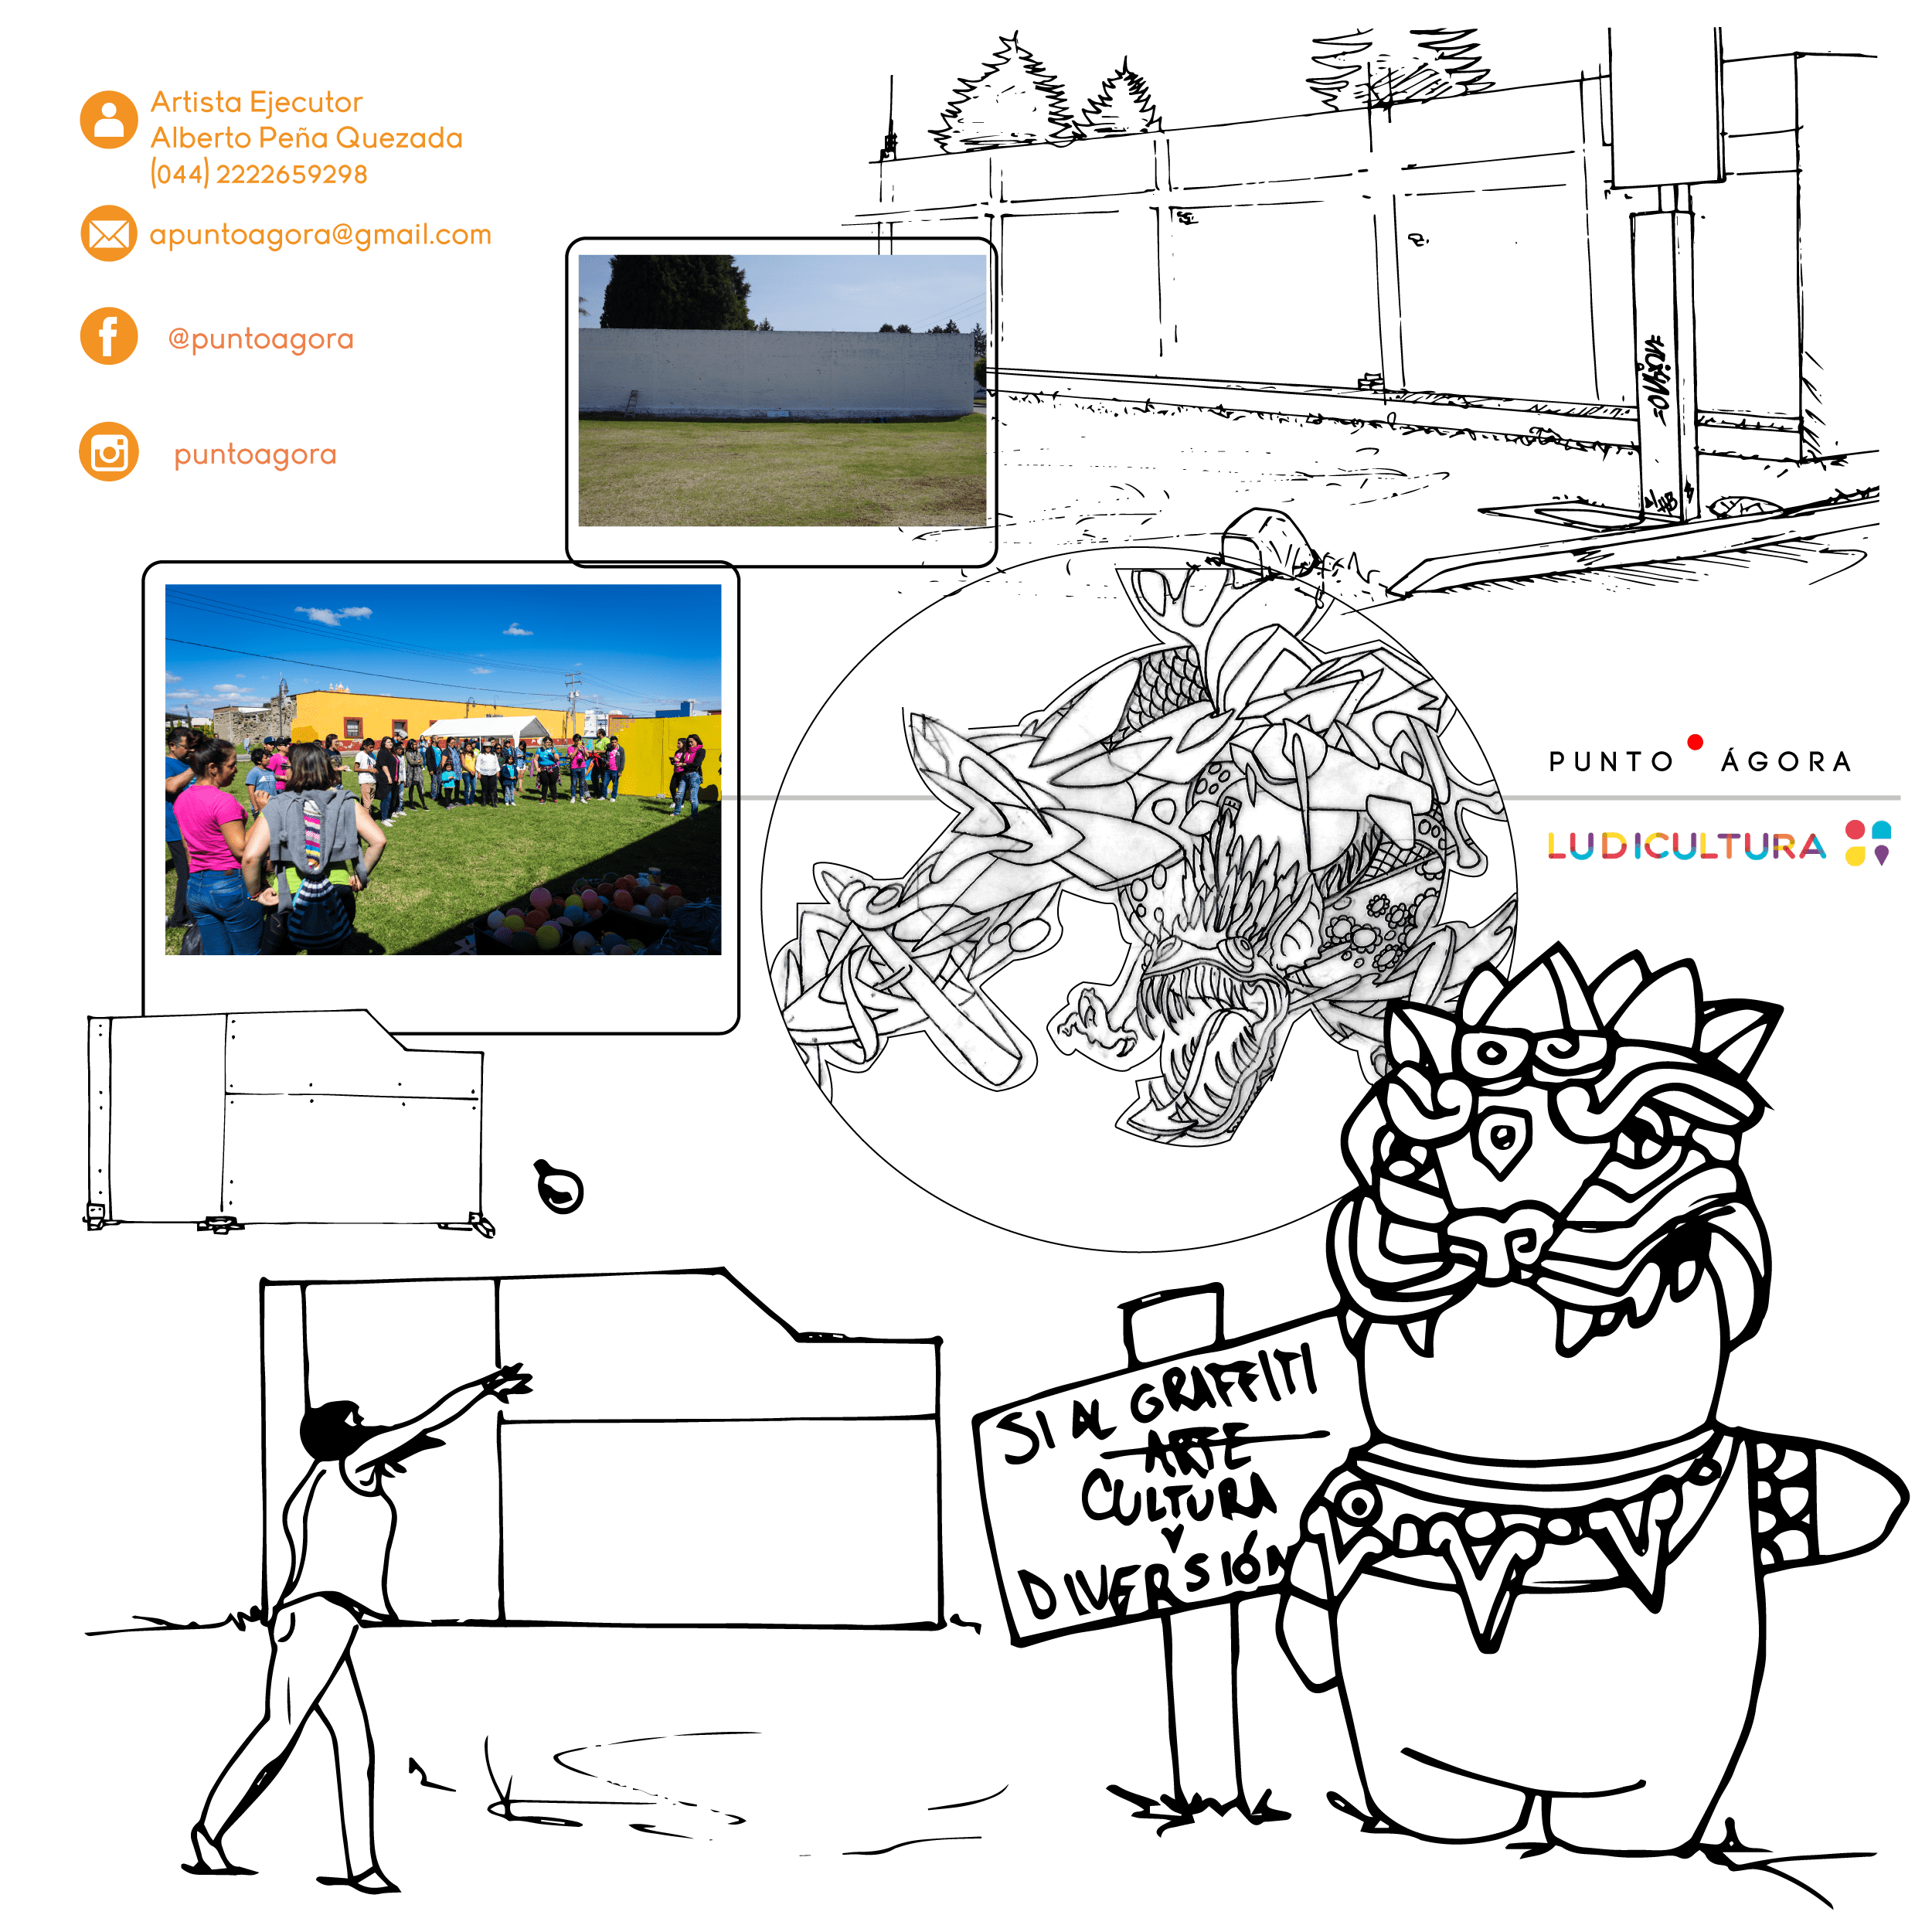 Artista Ejecutor
Alberto Peña Quezada
(044) 2222659298
apuntoagora@gmail.com
@puntoagora
puntoagora
PUNTO ÁGORA
LUDICULTURA
SI AL GRAFFITI
ARTE
CULTURA
Y
DIVERSIÓN